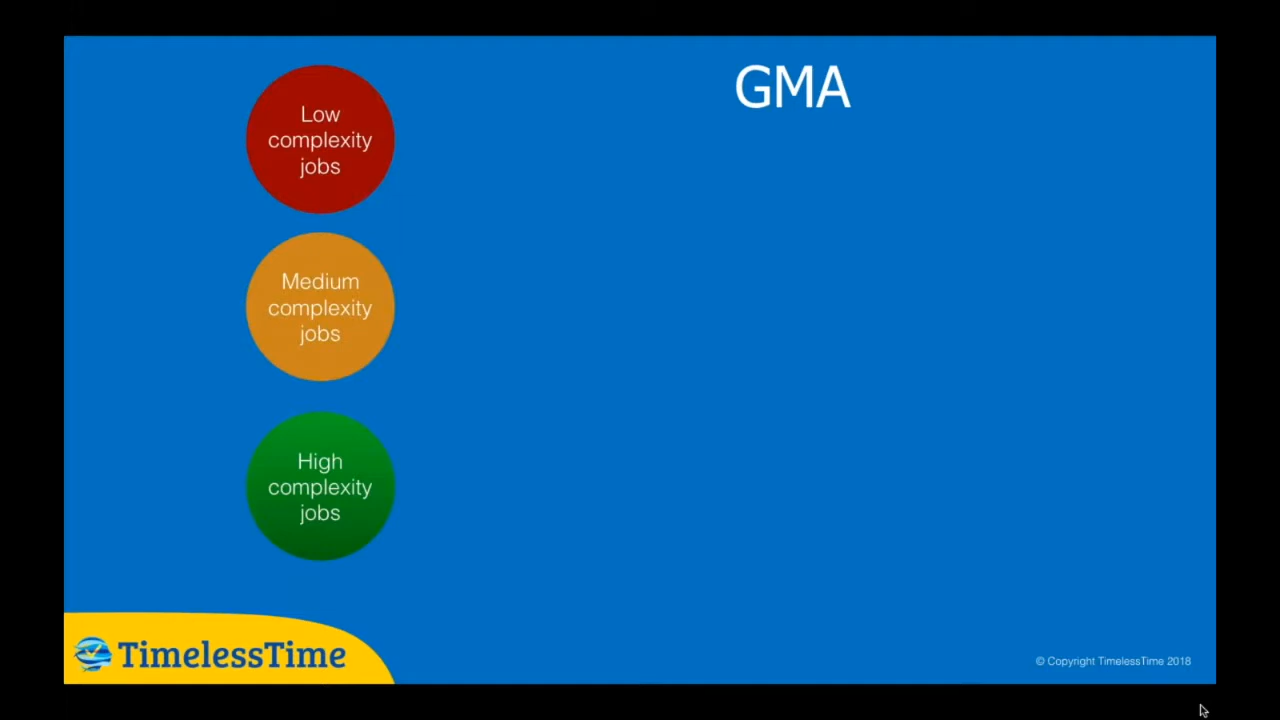 GMA
Low
complexity
jobs
Medium
complexity
jobs
High
complexity
jobs
TimelessTime
© Copyright TimelessTime 2018